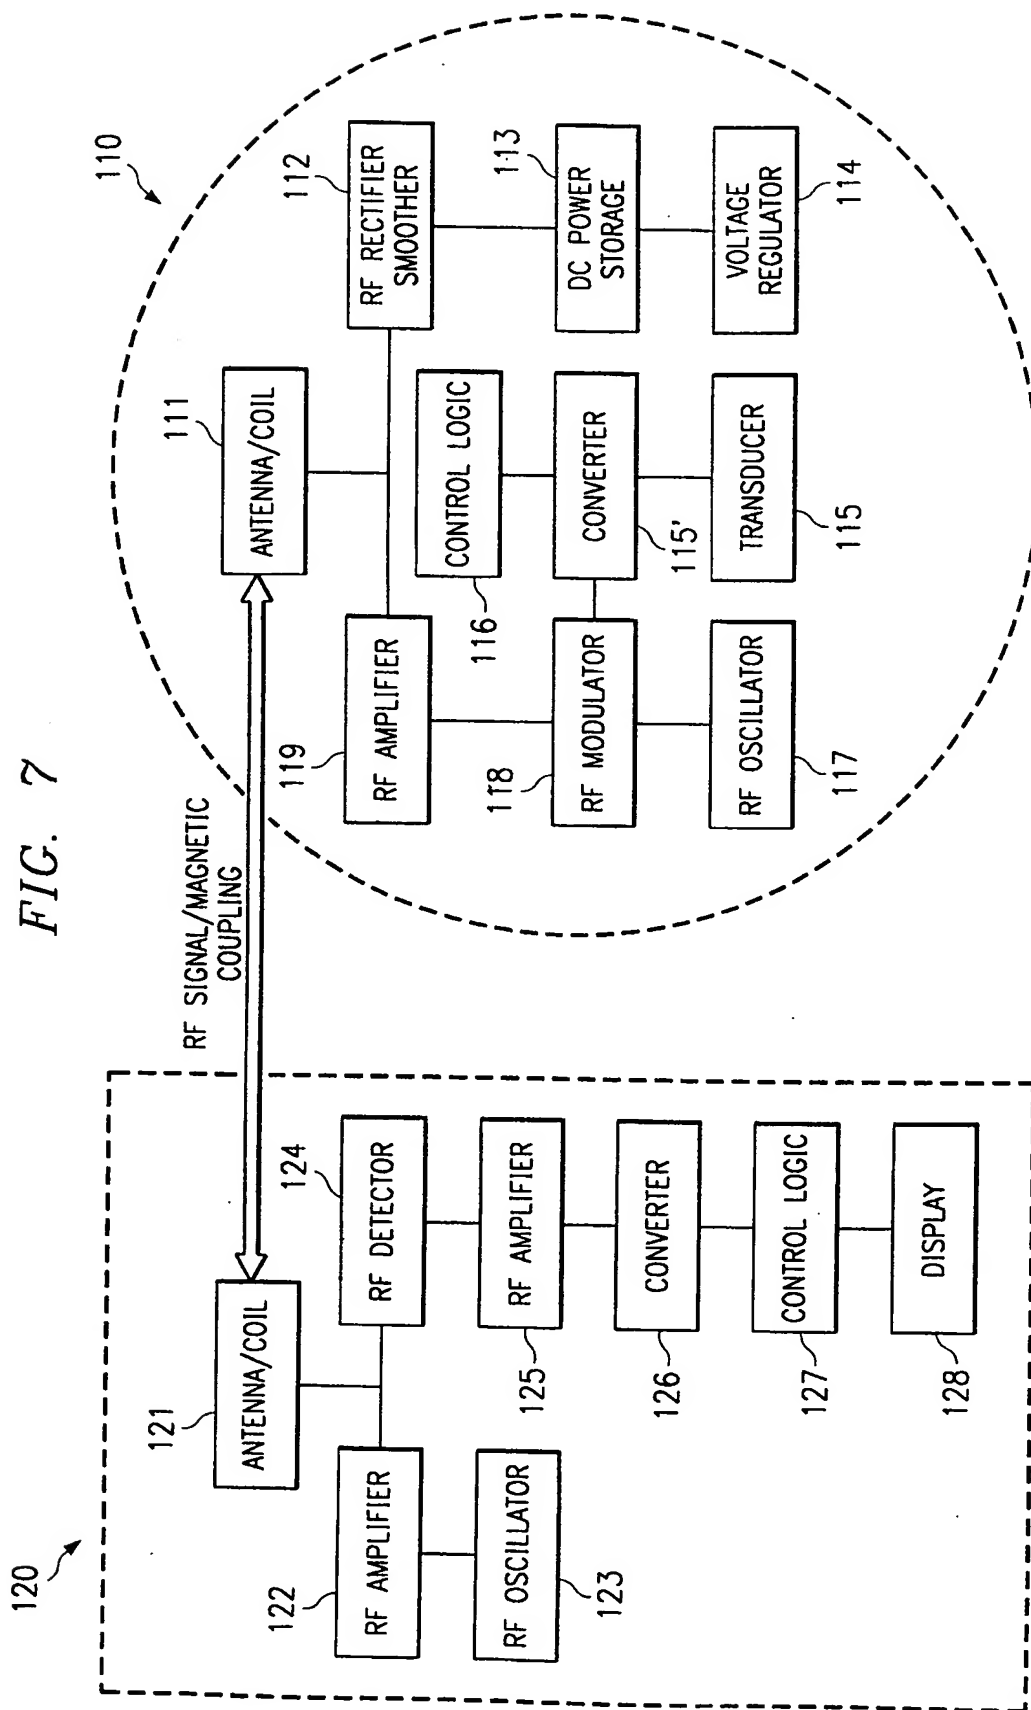 FIG. 7
120
110
RF SIGNAL/MAGNETIC
COUPLING
121
ANTENNA/COIL
122
RF AMPLIFIER
RF OSCILLATOR
123
124
RF DETECTOR
RF AMPLIFIER
125
CONVERTER
126
CONTROL LOGIC
127
DISPLAY
128
111
ANTENNA/COIL
119
RF AMPLIFIER
118
RF MODULATOR
RF OSCILLATOR
117
CONTROL LOGIC
116
CONVERTER
115'
TRANSDUCER
115
112
RF RECTIFIER
SMOOTHER
113
DC POWER
STORAGE
VOLTAGE
REGULATOR
114